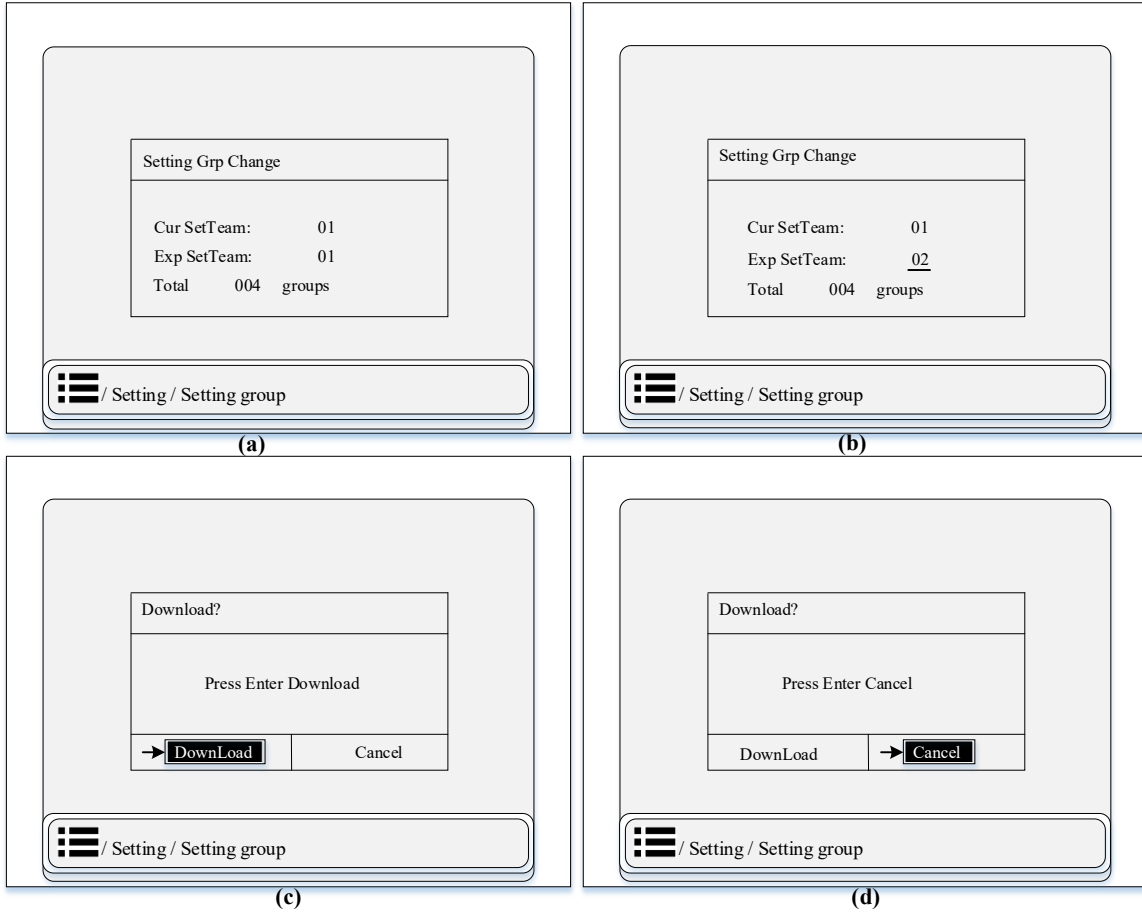 Setting Grp Change
Cur SetTeam: 01
Exp SetTeam: 01
Total 004 groups
/ Setting / Setting group
(a)
Setting Grp Change
Cur SetTeam: 01
Exp SetTeam: 02
Total 004 groups
/ Setting / Setting group
(b)
Download?
Press Enter Download
DownLoad Cancel
/ Setting / Setting group
(c)
Download?
Press Enter Cancel
DownLoad Cancel
/ Setting / Setting group
(d)